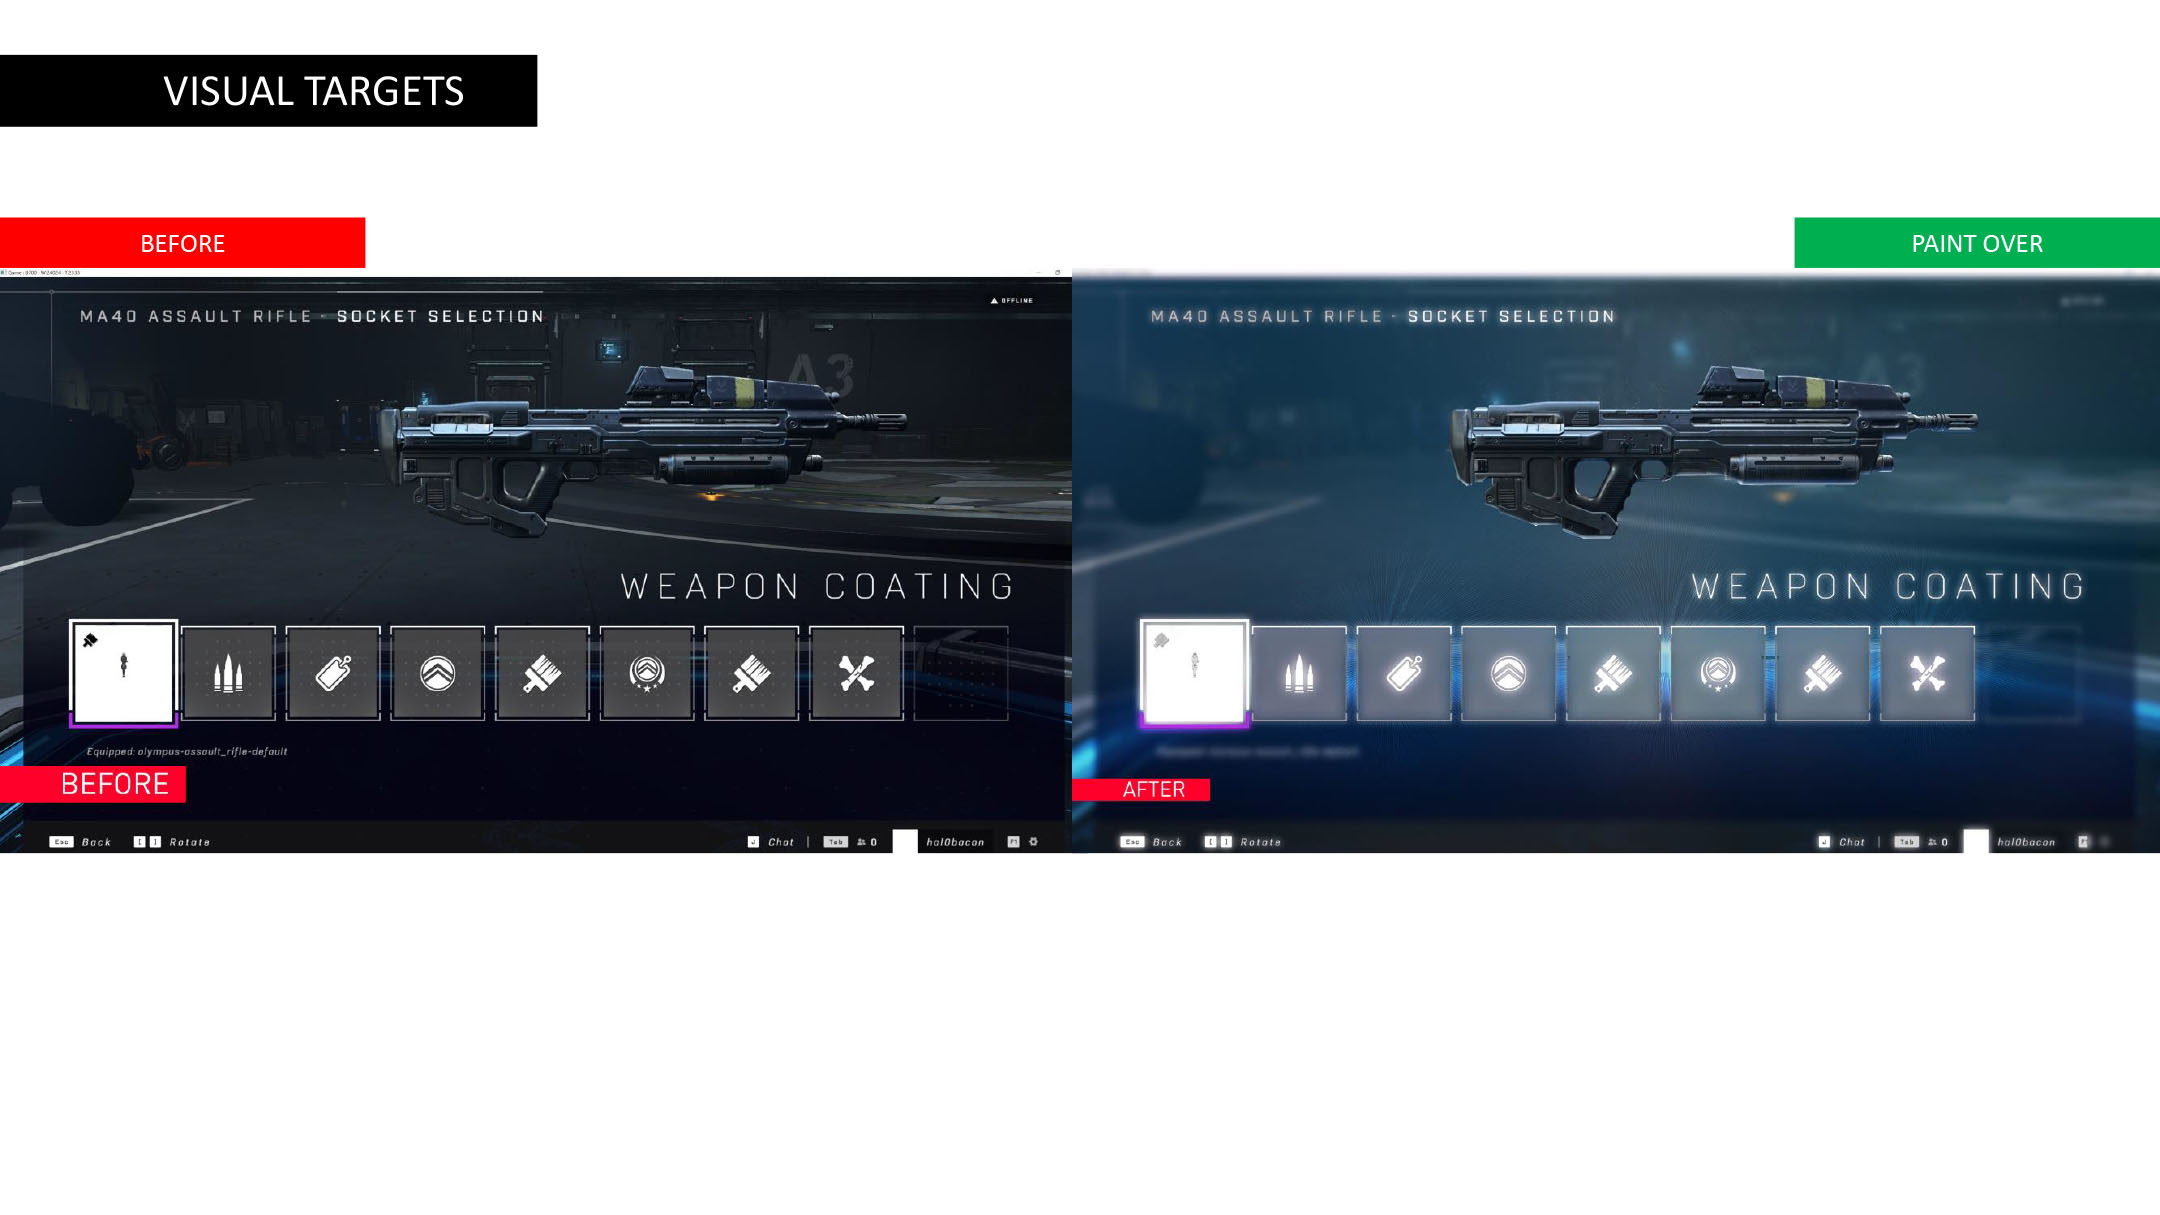 VISUAL TARGETS
BEFORE
PAINT OVER
OFFLINE
MA40 ASSAULT RIFLE - SOCKET SELECTION
A3
WEAPON COATING
Equipped: olympus-assault_rifle-default
BEFORE
Esc Back [ ] Rotate
Chat | Tab 0 hal0bacon F1
MA40 ASSAULT RIFLE - SOCKET SELECTION
A3
WEAPON COATING
AFTER
Esc Back [ ] Rotate
Chat | Tab 0 hal0bacon